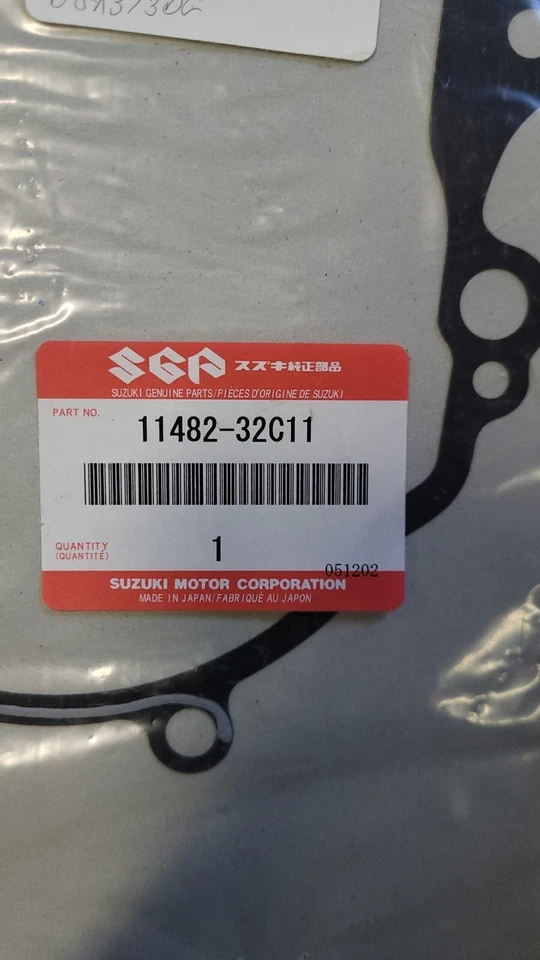 SGP スズキ純正部品
SUZUKI GENUINE PARTS/PIÈCES D'ORIGINE DE SUZUKI
PART NO.
11482-32C11
QUANTITY
(QUANTITÉ)
1
051202
SUZUKI MOTOR CORPORATION
MADE IN JAPAN/FABRIQUÉ AU JAPON